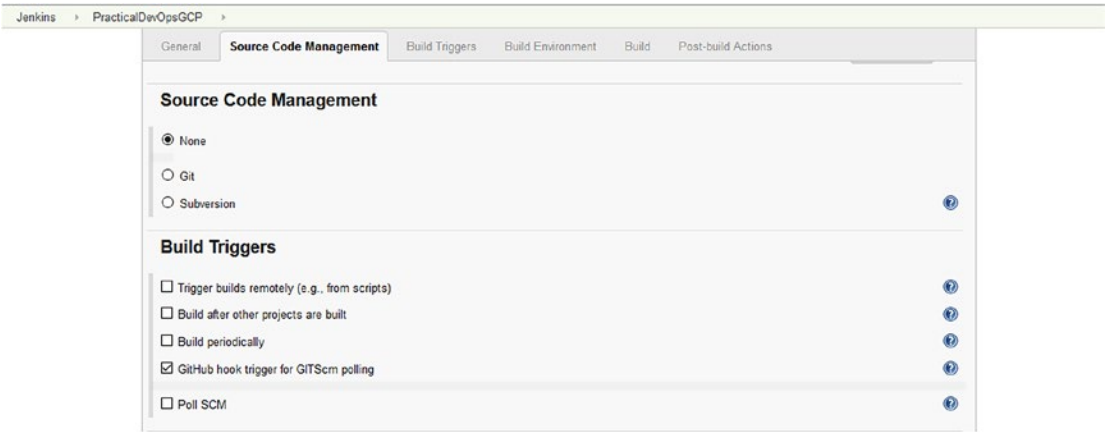 Jenkins PracticalDevOpsGCP
General Source Code Management Build Triggers Build Environment Build Post-build Actions
Source Code Management
None
Git
Subversion
Build Triggers
Trigger builds remotely (e.g., from scripts)
Build after other projects are built
Build periodically
GitHub hook trigger for GITScm polling
Poll SCM